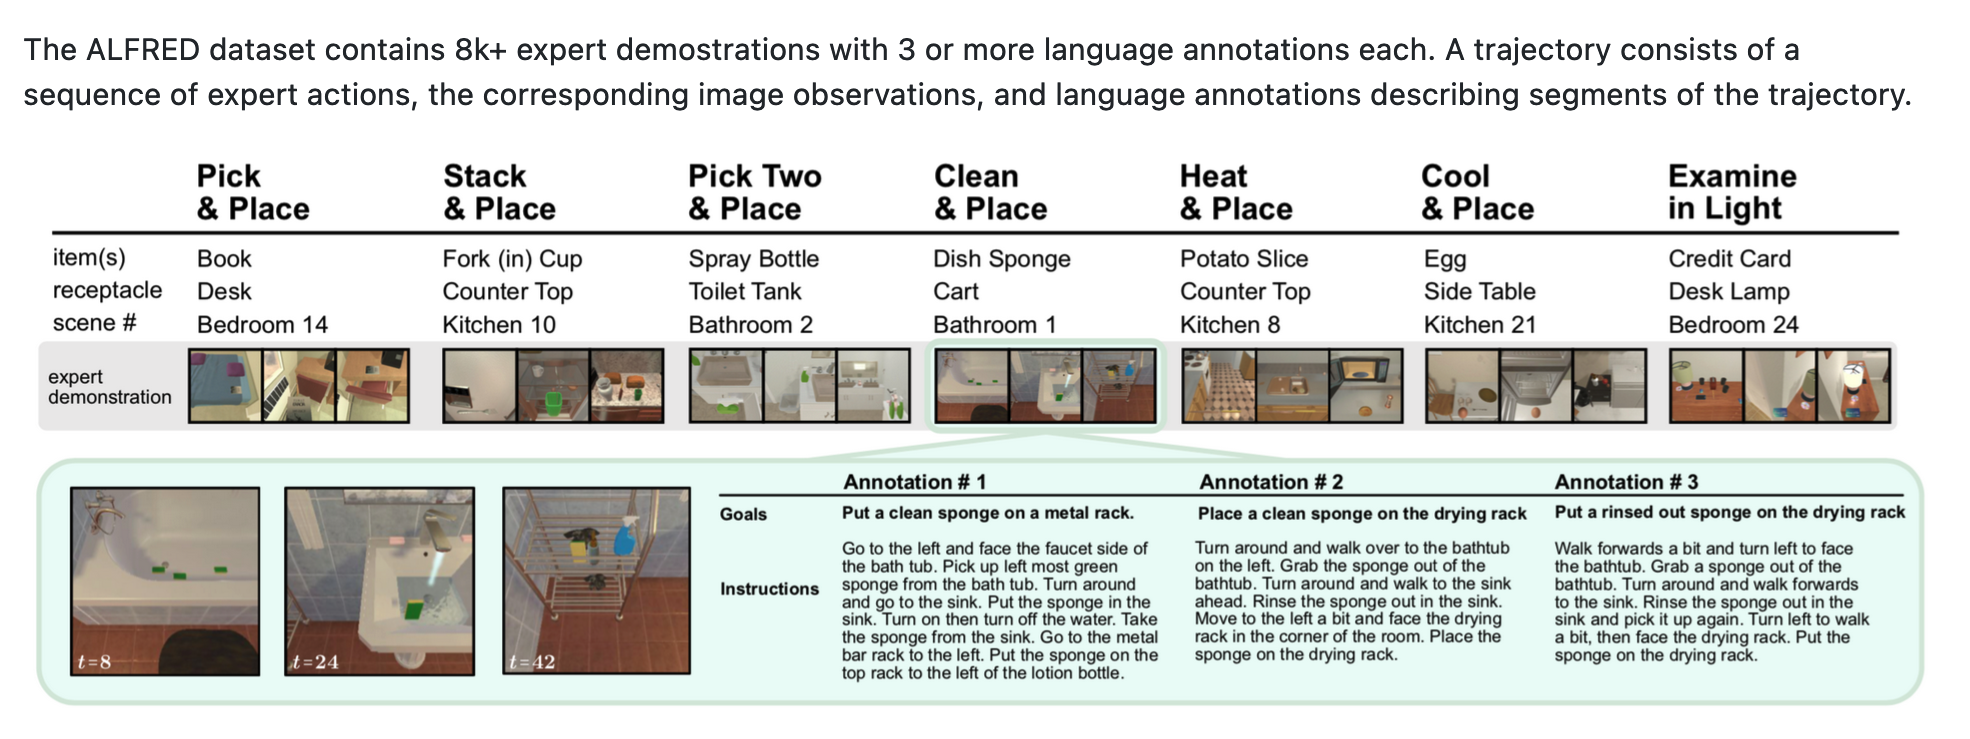 The ALFRED dataset contains 8k+ expert demostrations with 3 or more language annotations each. A trajectory consists of a
sequence of expert actions, the corresponding image observations, and language annotations describing segments of the trajectory.
Pick
& Place
Stack
& Place
Pick Two
& Place
Clean
& Place
Heat
& Place
Cool
& Place
Examine
in Light
item(s) Book Fork (in) Cup Spray Bottle Dish Sponge Potato Slice Egg Credit Card
receptacle Desk Counter Top Toilet Tank Cart Counter Top Side Table Desk Lamp
scene # Bedroom 14 Kitchen 10 Bathroom 2 Bathroom 1 Kitchen 8 Kitchen 21 Bedroom 24
expert
demonstration
t=8
t=24
t=42
Annotation # 1 Annotation # 2 Annotation # 3
Goals Put a clean sponge on a metal rack. Place a clean sponge on the drying rack Put a rinsed out sponge on the drying rack
Instructions
Go to the left and face the faucet side of
the bath tub. Pick up left most green
sponge from the bath tub. Turn around
and go to the sink. Put the sponge in the
sink. Turn on then turn off the water. Take
the sponge from the sink. Go to the metal
bar rack to the left. Put the sponge on the
top rack to the left of the lotion bottle.
Turn around and walk over to the bathtub
on the left. Grab the sponge out of the
bathtub. Turn around and walk to the sink
ahead. Rinse the sponge out in the sink.
Move to the left a bit and face the drying
rack in the corner of the room. Place the
sponge on the drying rack.
Walk forwards a bit and turn left to face
the bathtub. Grab a sponge out of the
bathtub. Turn around and walk forwards
to the sink. Rinse the sponge out in the
sink and pick it up again. Turn left to walk
a bit, then face the drying rack. Put the
sponge on the drying rack.